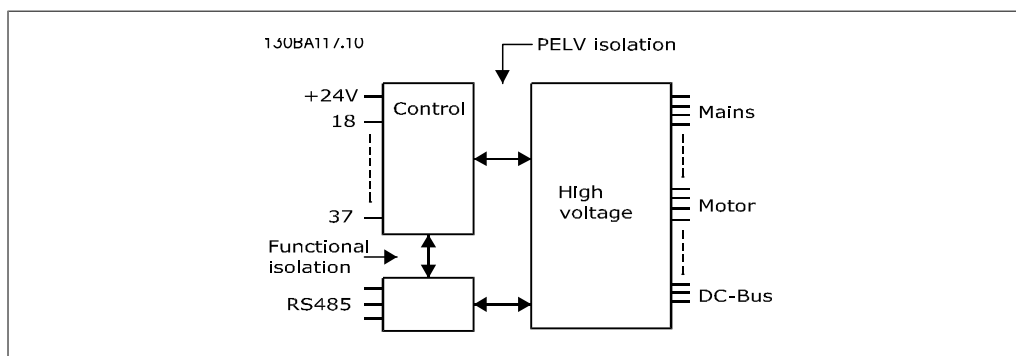 130BA117.10
PELV isolation
+24V
Control
18
Mains
High
voltage
37
Motor
Functional
isolation
RS485
DC-Bus